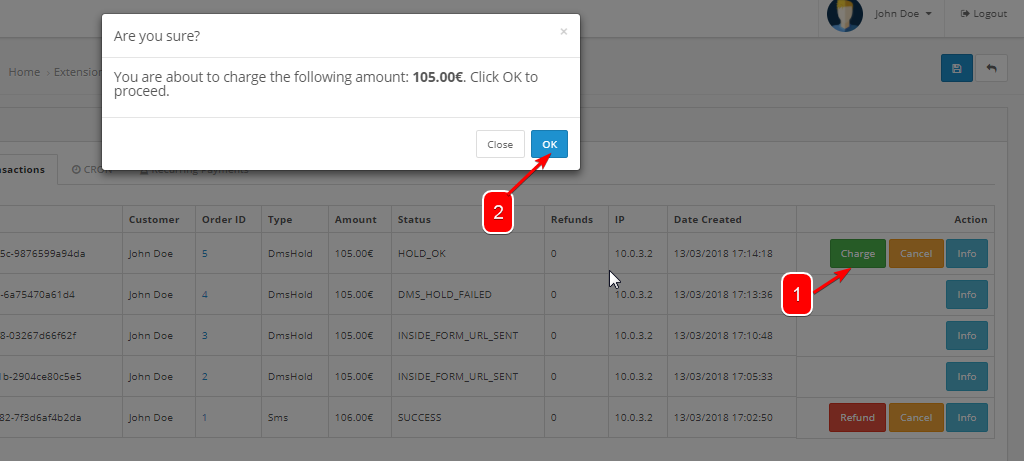 John Doe
Logout
Are you sure?
×
You are about to charge the following amount: 105.00€. Click OK to
proceed.
Close OK
Home › Extension
nsactions
2
Customer Order ID Type Amount Status Refunds IP Date Created Action
5c-9876599a94da John Doe 5 DmsHold 105.00€ HOLD_OK 0 10.0.3.2 13/03/2018 17:14:18 Charge Cancel Info
-6a75470a61d4 John Doe 4 DmsHold 105.00€ DMS_HOLD_FAILED 0 10.0.3.2 13/03/2018 17:13:36 Info
1
8-03267d66f62f John Doe 3 DmsHold 105.00€ INSIDE_FORM_URL_SENT 0 10.0.3.2 13/03/2018 17:10:48 Info
1b-2904ce80c5e5 John Doe 2 DmsHold 105.00€ INSIDE_FORM_URL_SENT 0 10.0.3.2 13/03/2018 17:05:33 Info
82-7f3d6af4b2da John Doe 1 Sms 106.00€ SUCCESS 0 10.0.3.2 13/03/2018 17:02:50 Refund Cancel Info